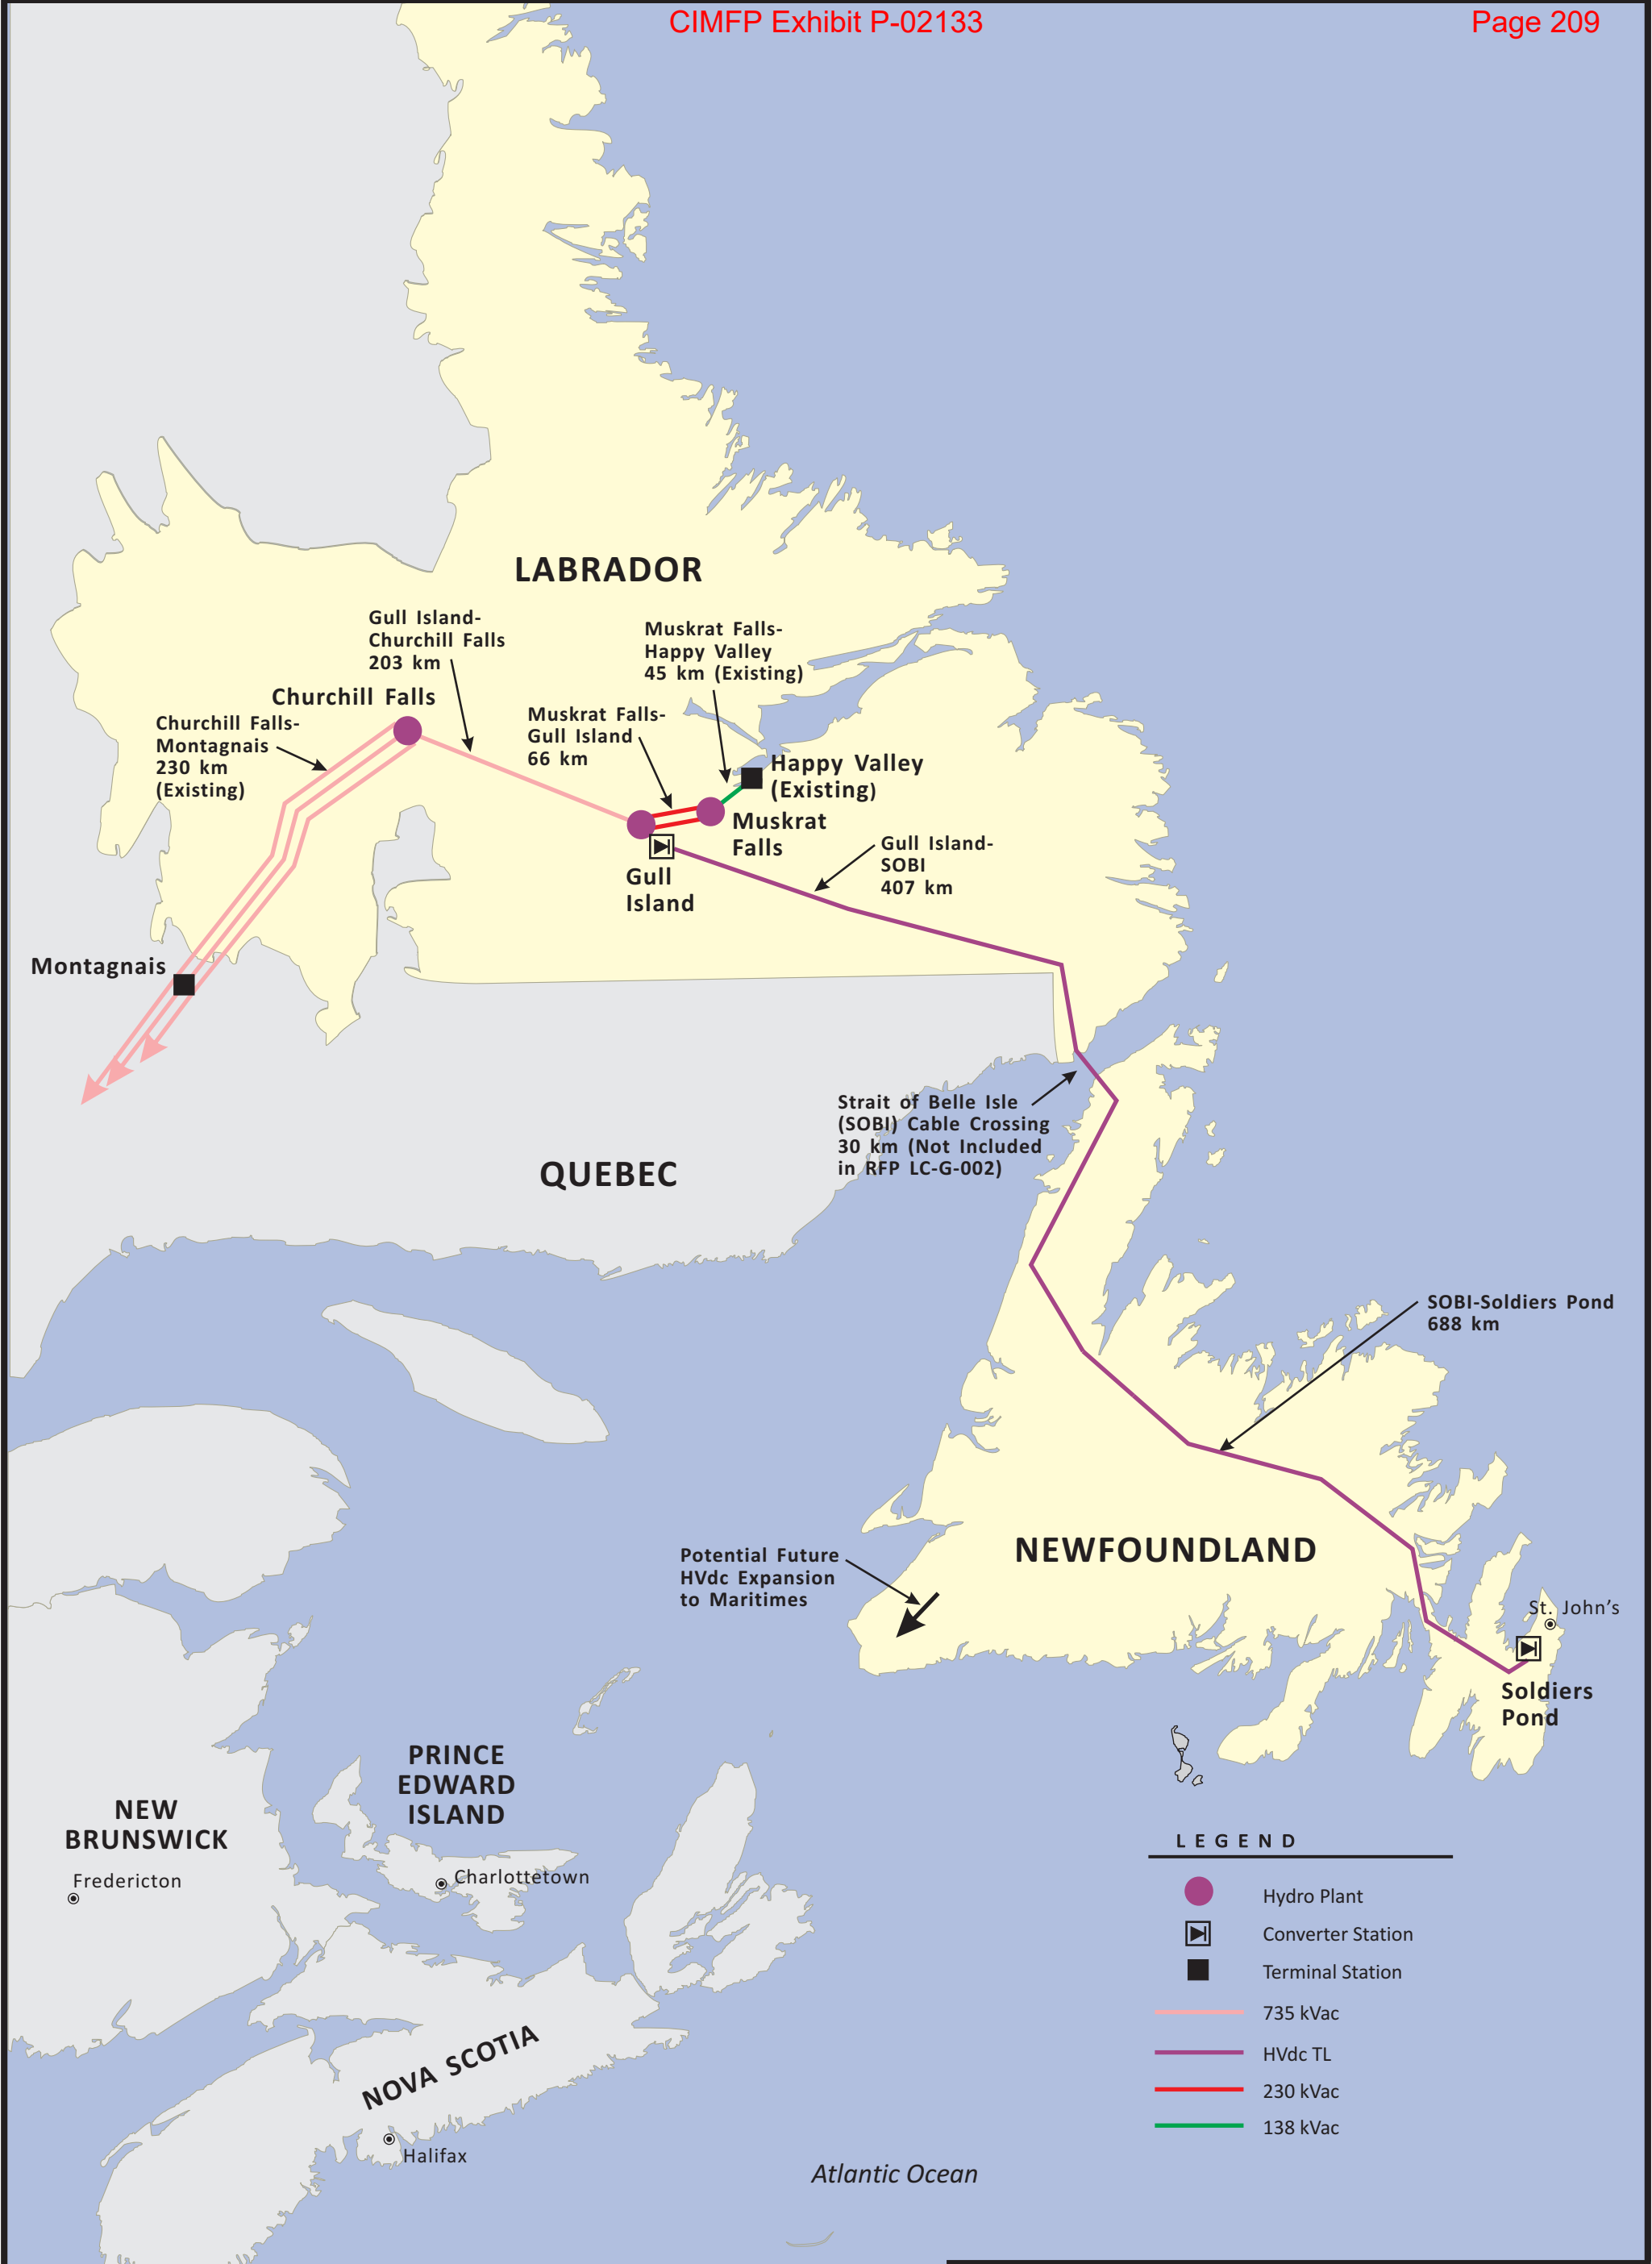 CIMFP Exhibit P-02133
Page 209
LABRADOR
Gull Island-
Churchill Falls
203 km
Muskrat Falls-
Happy Valley
45 km (Existing)
Churchill Falls
Churchill Falls-
Montagnais
230 km
(Existing)
Muskrat Falls-
Gull Island
66 km
Happy Valley
(Existing)
Muskrat
Falls
Gull Island-
SOBI
407 km
Gull
Island
Montagnais
Strait of Belle Isle
(SOBI) Cable Crossing
30 km (Not Included
in RFP LC-G-002)
QUEBEC
SOBI-Soldiers Pond
688 km
NEWFOUNDLAND
Potential Future
HVdc Expansion
to Maritimes
St. John's
Soldiers
Pond
PRINCE
EDWARD
ISLAND
NEW
BRUNSWICK
Fredericton
Charlottetown
LEGEND
Hydro Plant
Converter Station
Terminal Station
735 kVac
HVdc TL
230 kVac
138 kVac
NOVA SCOTIA
Halifax
Atlantic Ocean